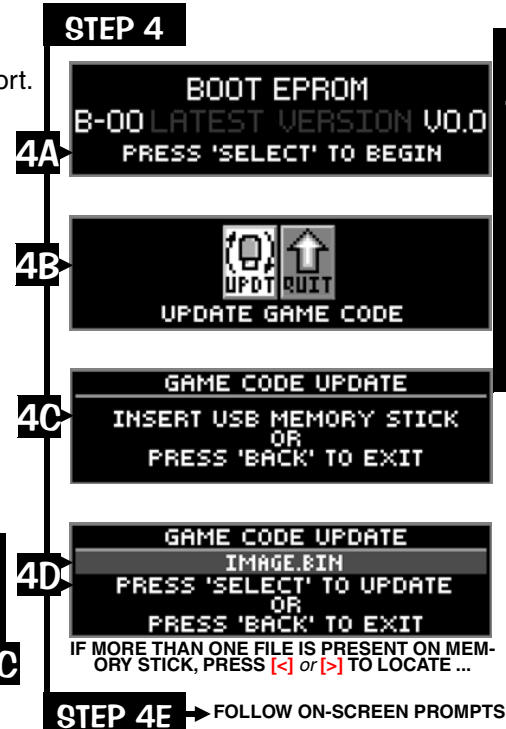 STEP 4
ort.
BOOT EPROM
B-00 LATEST VERSION V0.0
4A
PRESS 'SELECT' TO BEGIN
4B
UPDT QUIT
UPDATE GAME CODE
GAME CODE UPDATE
4C
INSERT USB MEMORY STICK
OR
PRESS 'BACK' TO EXIT
GAME CODE UPDATE
IMAGE.BIN
4D
PRESS 'SELECT' TO UPDATE
OR
PRESS 'BACK' TO EXIT
C
IF MORE THAN ONE FILE IS PRESENT ON MEM-
ORY STICK, PRESS [<] or [>] TO LOCATE ...
STEP 4E FOLLOW ON-SCREEN PROMPTS